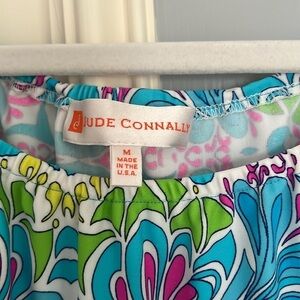 JUDE CONNALLY
M
MADE
IN THE
U.S.A.